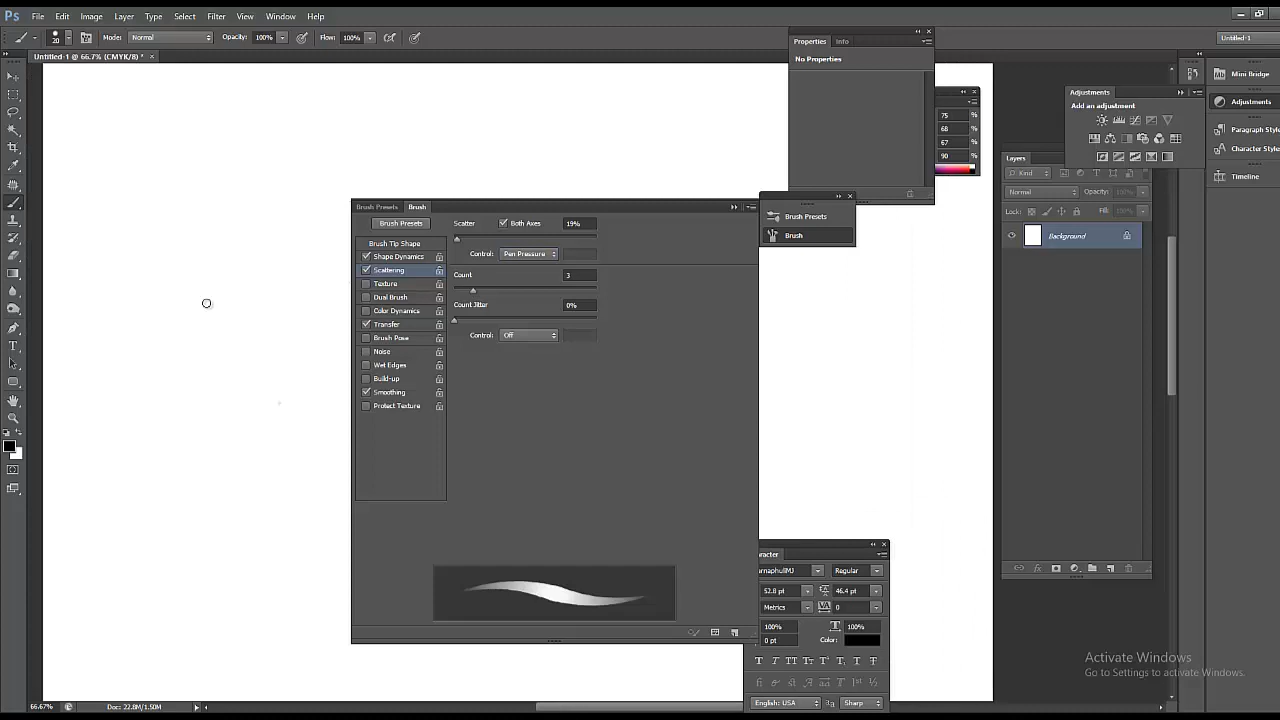 Ps File Edit Image Layer Type Select Filter View Window Help
20 Mode: Normal Opacity: 100% Flow: 100% Untitled-1
Untitled-1 @ 66.7% (CMYK/8) * ×
Properties Info
No Properties
Mini Bridge
Adjustments
Paragraph Style
Character Styles
Timeline
Adjustments
Add an adjustment
75 %
68 %
67 %
90 %
Layers
Kind
Normal Opacity: 100%
Lock: Fill: 100%
Background
Brush Presets
Brush
Brush Presets Brush
Brush Presets
Brush Tip Shape
Shape Dynamics
Scattering
Texture
Dual Brush
Color Dynamics
Transfer
Brush Pose
Noise
Wet Edges
Build-up
Smoothing
Protect Texture
Scatter Both Axes 19%
Control: Pen Pressure
Count 3
Count Jitter 0%
Control: Off
aracter
arnaphullMJ Regular
52.8 pt 46.4 pt
Metrics 0
100% 100%
0 pt Color:
English: USA Sharp
Activate Windows
Go to Settings to activate Windows.
66.67% Doc: 22.8M/1.50M